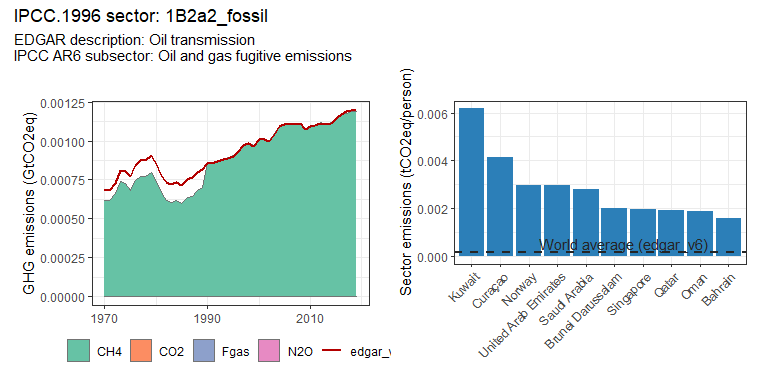 IPCC.1996 sector: 1B2a2_fossil
EDGAR description: Oil transmission
IPCC AR6 subsector: Oil and gas fugitive emissions
GHG emissions (GtCO2eq)
0.00125
0.00100
0.00075
0.00050
0.00025
0.00000
1970
1990
2010
CH4
CO2
Fgas
N2O
edgar_v
Sector emissions (tCO2eq/person)
0.006
0.004
0.002
0.000
World average (edgar_v6)
Kuwait
Curaçao
Norway
United Arab Emirates
Saudi Arabia
Brunei Darussalam
Singapore
Qatar
Oman
Bahrain